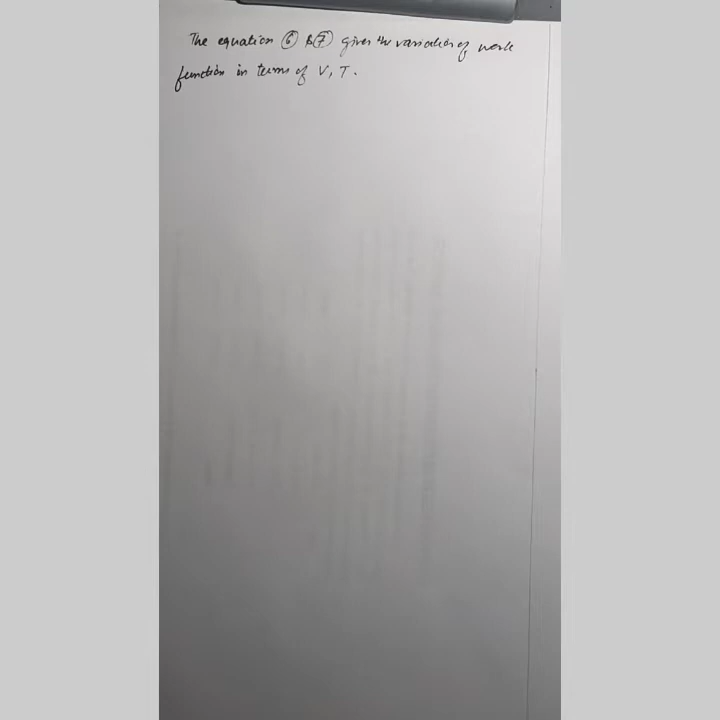 The equation ⑥ & ⑦ gives the variation of work
function in terms of V, T.